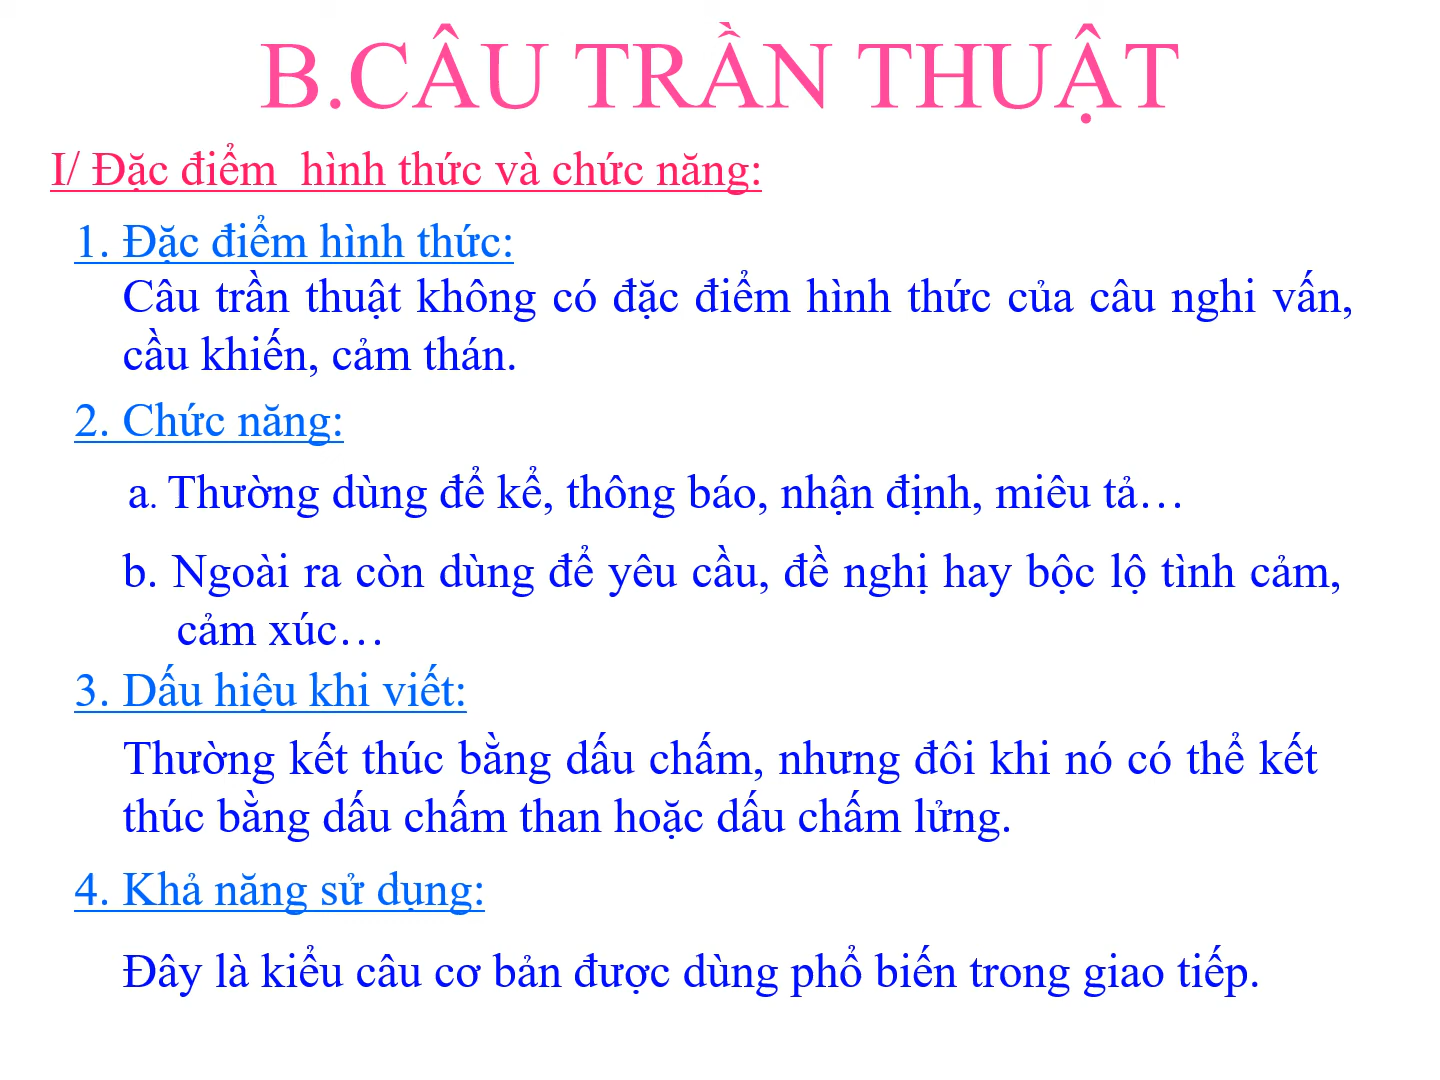 B.CÂU TRẦN THUẬT
I/ Đặc điểm hình thức và chức năng:
1. Đặc điểm hình thức:
Câu trần thuật không có đặc điểm hình thức của câu nghi vấn,
cầu khiến, cảm thán.
2. Chức năng:
a. Thường dùng để kể, thông báo, nhận định, miêu tả…
b. Ngoài ra còn dùng để yêu cầu, đề nghị hay bộc lộ tình cảm,
cảm xúc…
3. Dấu hiệu khi viết:
Thường kết thúc bằng dấu chấm, nhưng đôi khi nó có thể kết
thúc bằng dấu chấm than hoặc dấu chấm lửng.
4. Khả năng sử dụng:
Đây là kiểu câu cơ bản được dùng phổ biến trong giao tiếp.